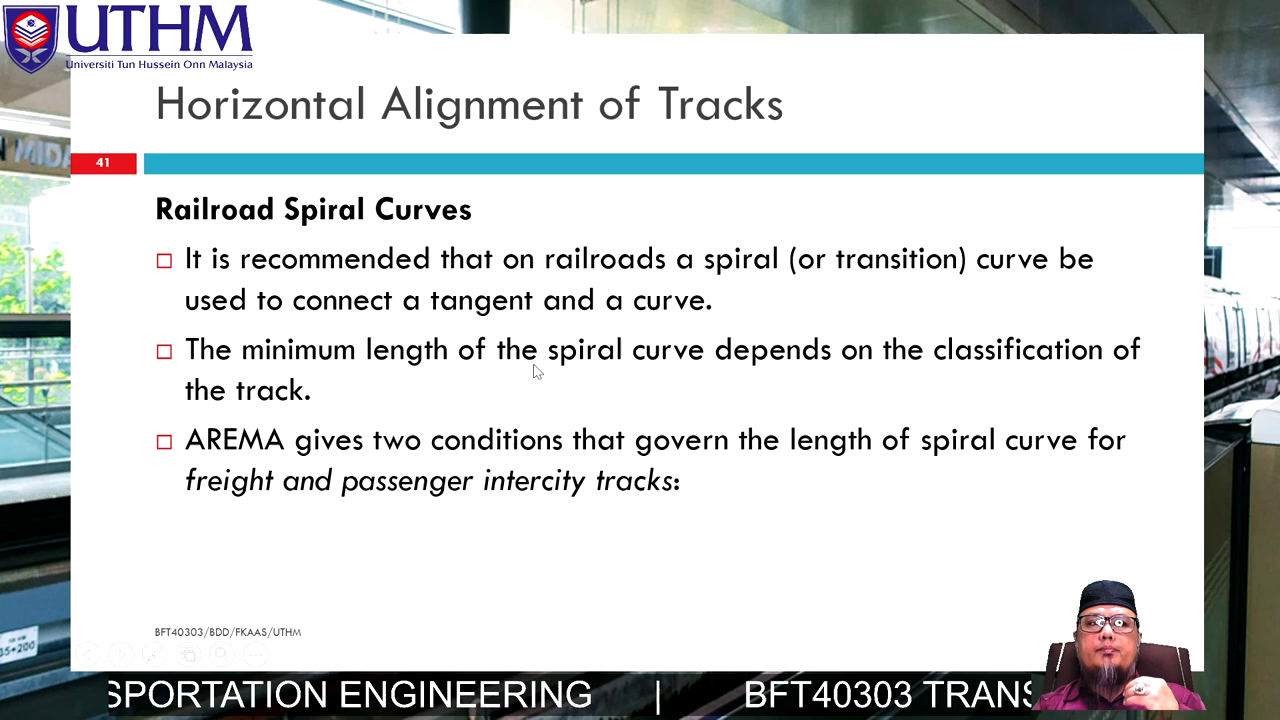 UTHM
Universiti Tun Hussein Onn Malaysia
Horizontal Alignment of Tracks
MIDA
41
Railroad Spiral Curves
It is recommended that on railroads a spiral (or transition) curve be
used to connect a tangent and a curve.
The minimum length of the spiral curve depends on the classification of
the track.
AREMA gives two conditions that govern the length of spiral curve for
freight and passenger intercity tracks:
BFT40303/BDD/FKAAS/UTHM
SPORTATION ENGINEERING | BFT40303 TRANS